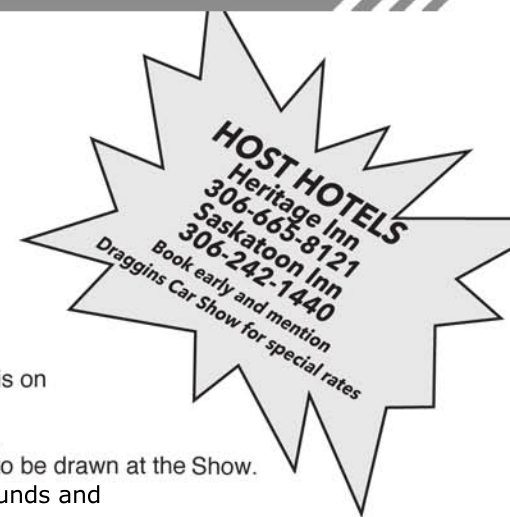 HOST HOTELS
Heritage Inn
306-665-8121
Saskatoon Inn
306-242-1440
Book early and mention
Draggins Car Show for special rates
is on
o be drawn at the Show.
unds and